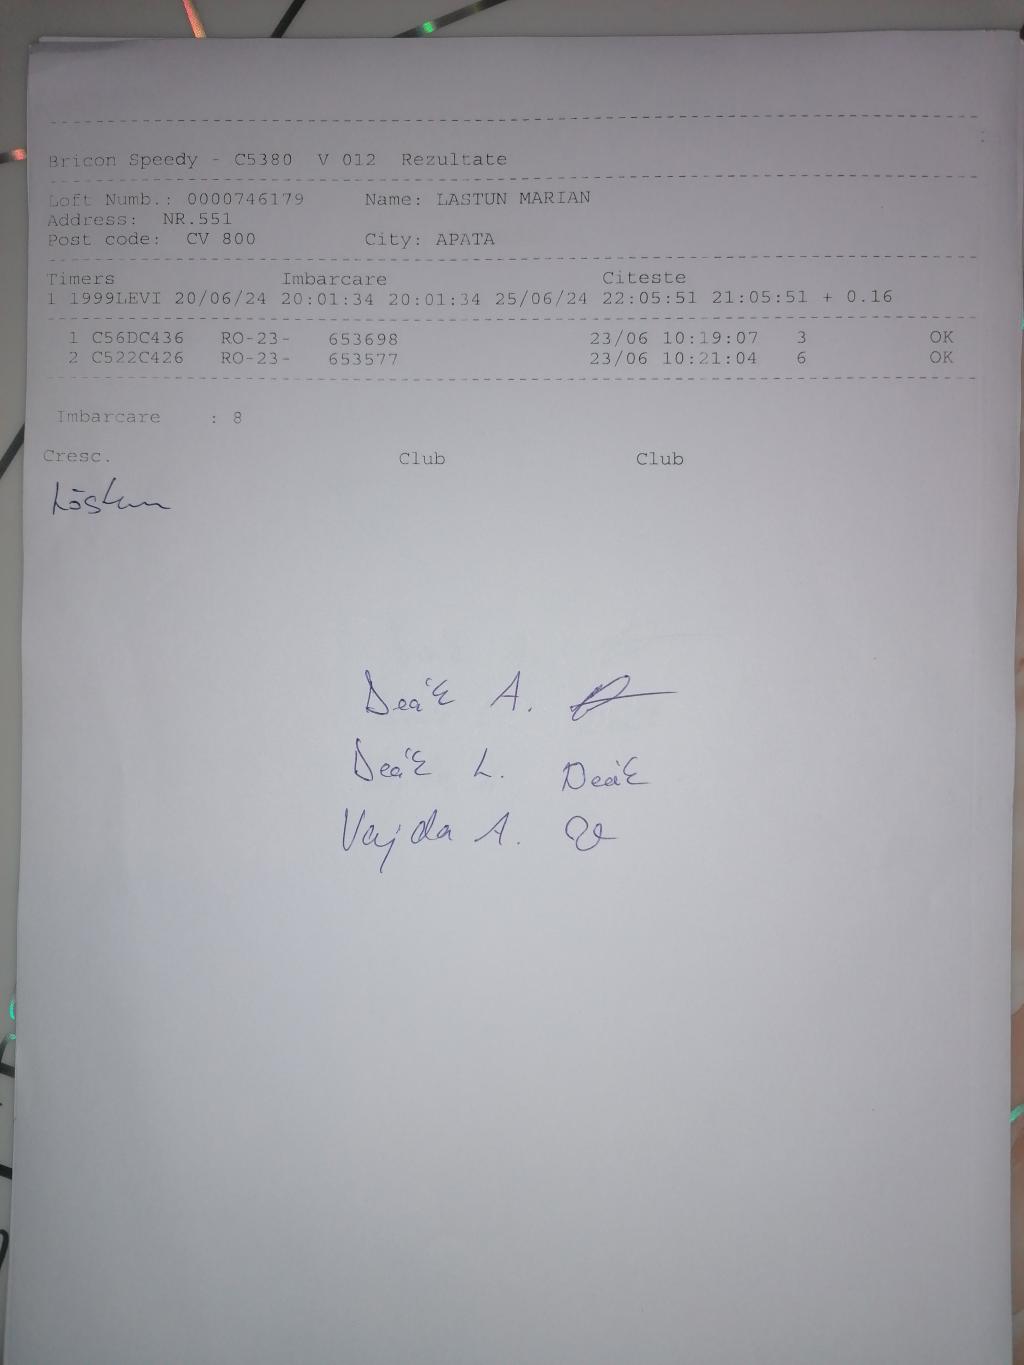 Bricon Speedy - C5380 V 012 Rezultate
Loft Numb.: 0000746179 Name: LASTUN MARIAN
Address: NR.551
Post code: CV 800 City: APATA
Timers Imbarcare Citeste
1 1999LEVI 20/06/24 20:01:34 20:01:34 25/06/24 22:05:51 21:05:51 + 0.16
1 C56DC436 RO-23- 653698 23/06 10:19:07 3 OK
2 C522C426 RO-23- 653577 23/06 10:21:04 6 OK
Imbarcare : 8
Cresc. Club Club
Deák A.
Deák L. Deák
Vajda A.